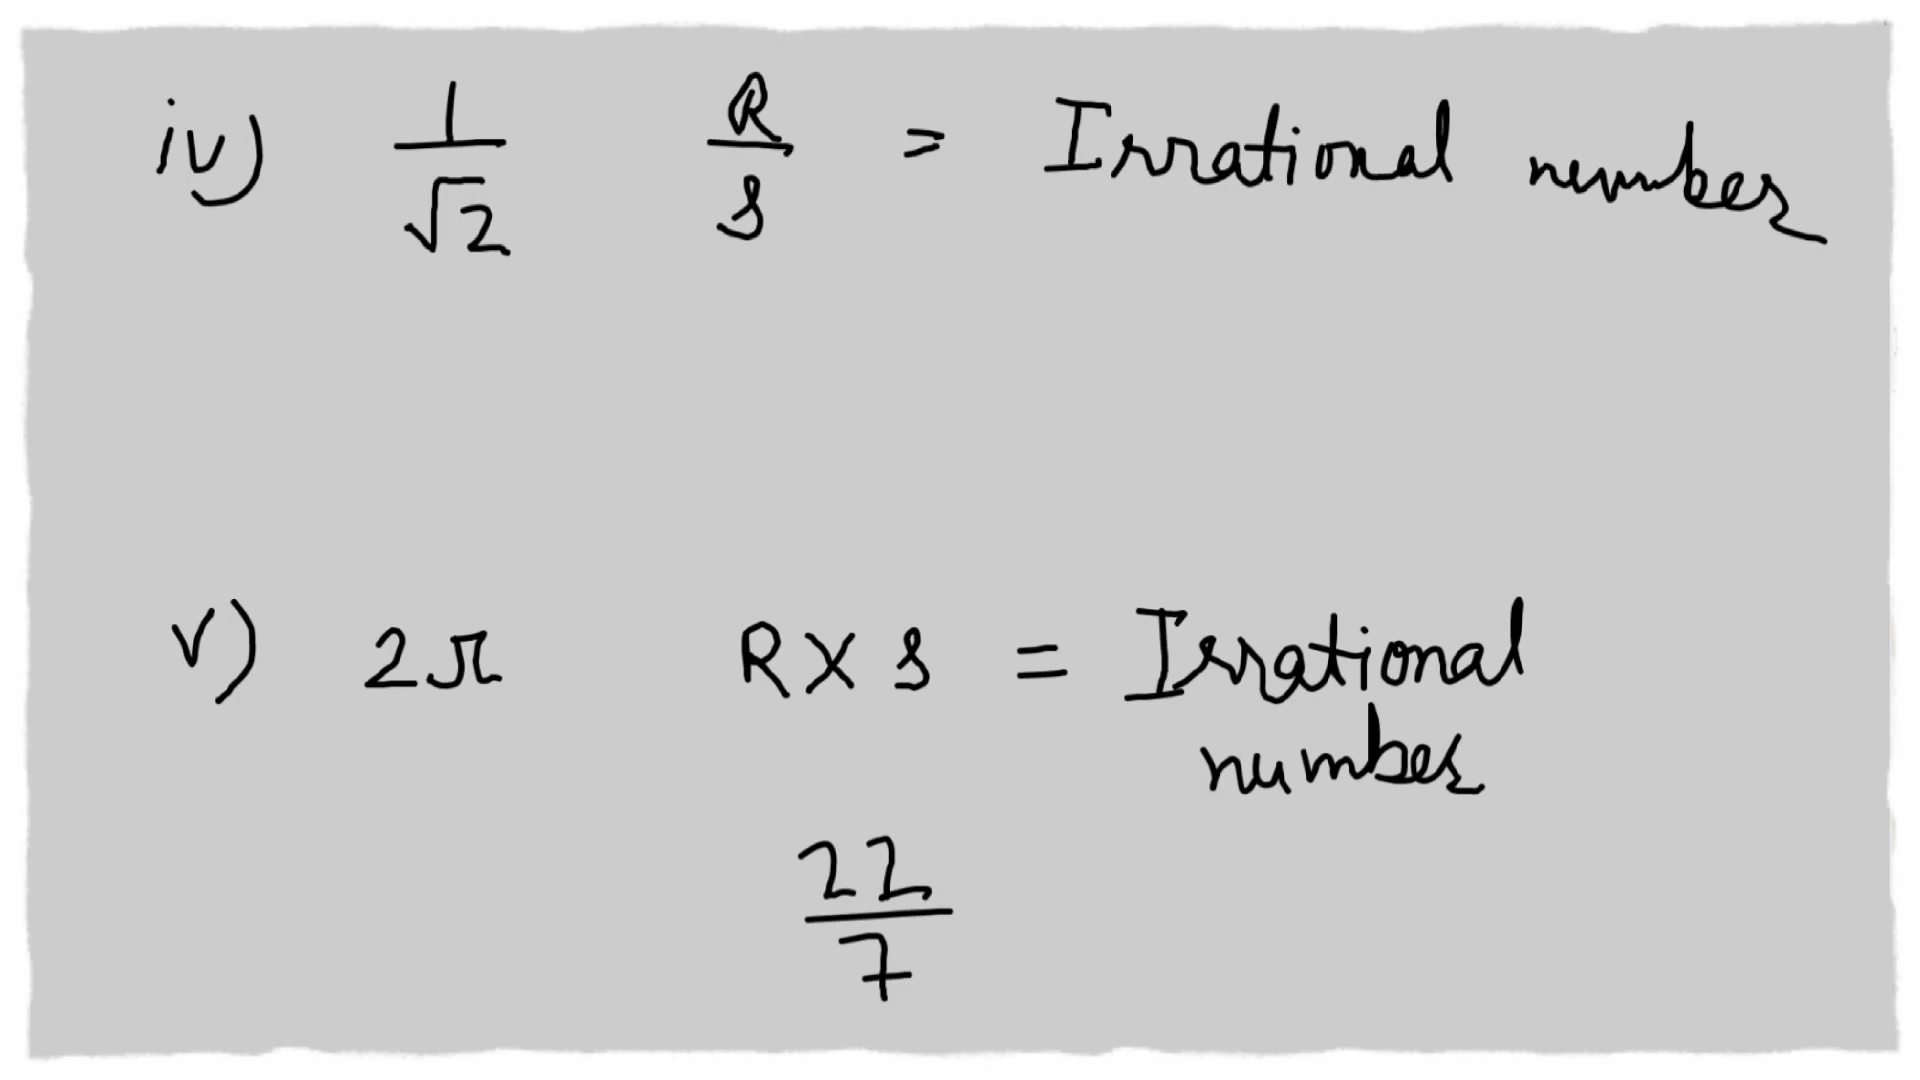 iv) 1/√2 R/I = Irrational number
v) 2π R × I = Irrational
number
22/7